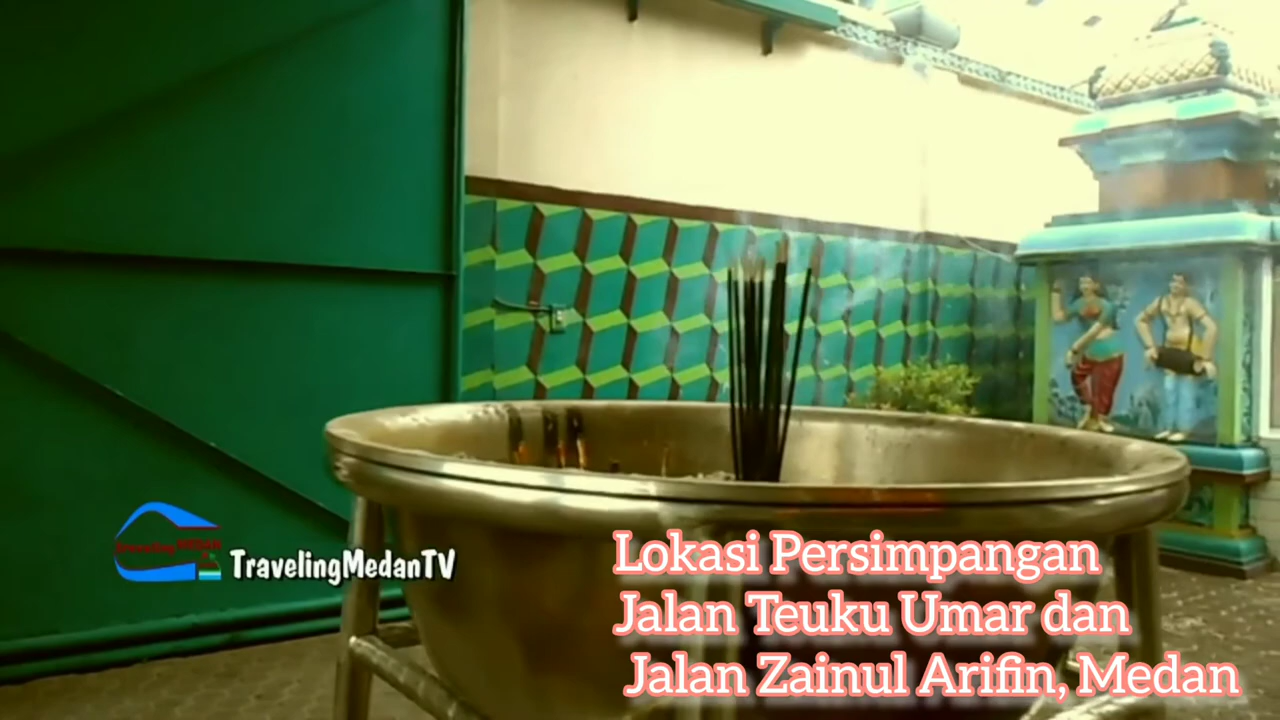 TravelingMedanTV
Lokasi Persimpangan
Jalan Teuku Umar dan
Jalan Zainul Arifin, Medan